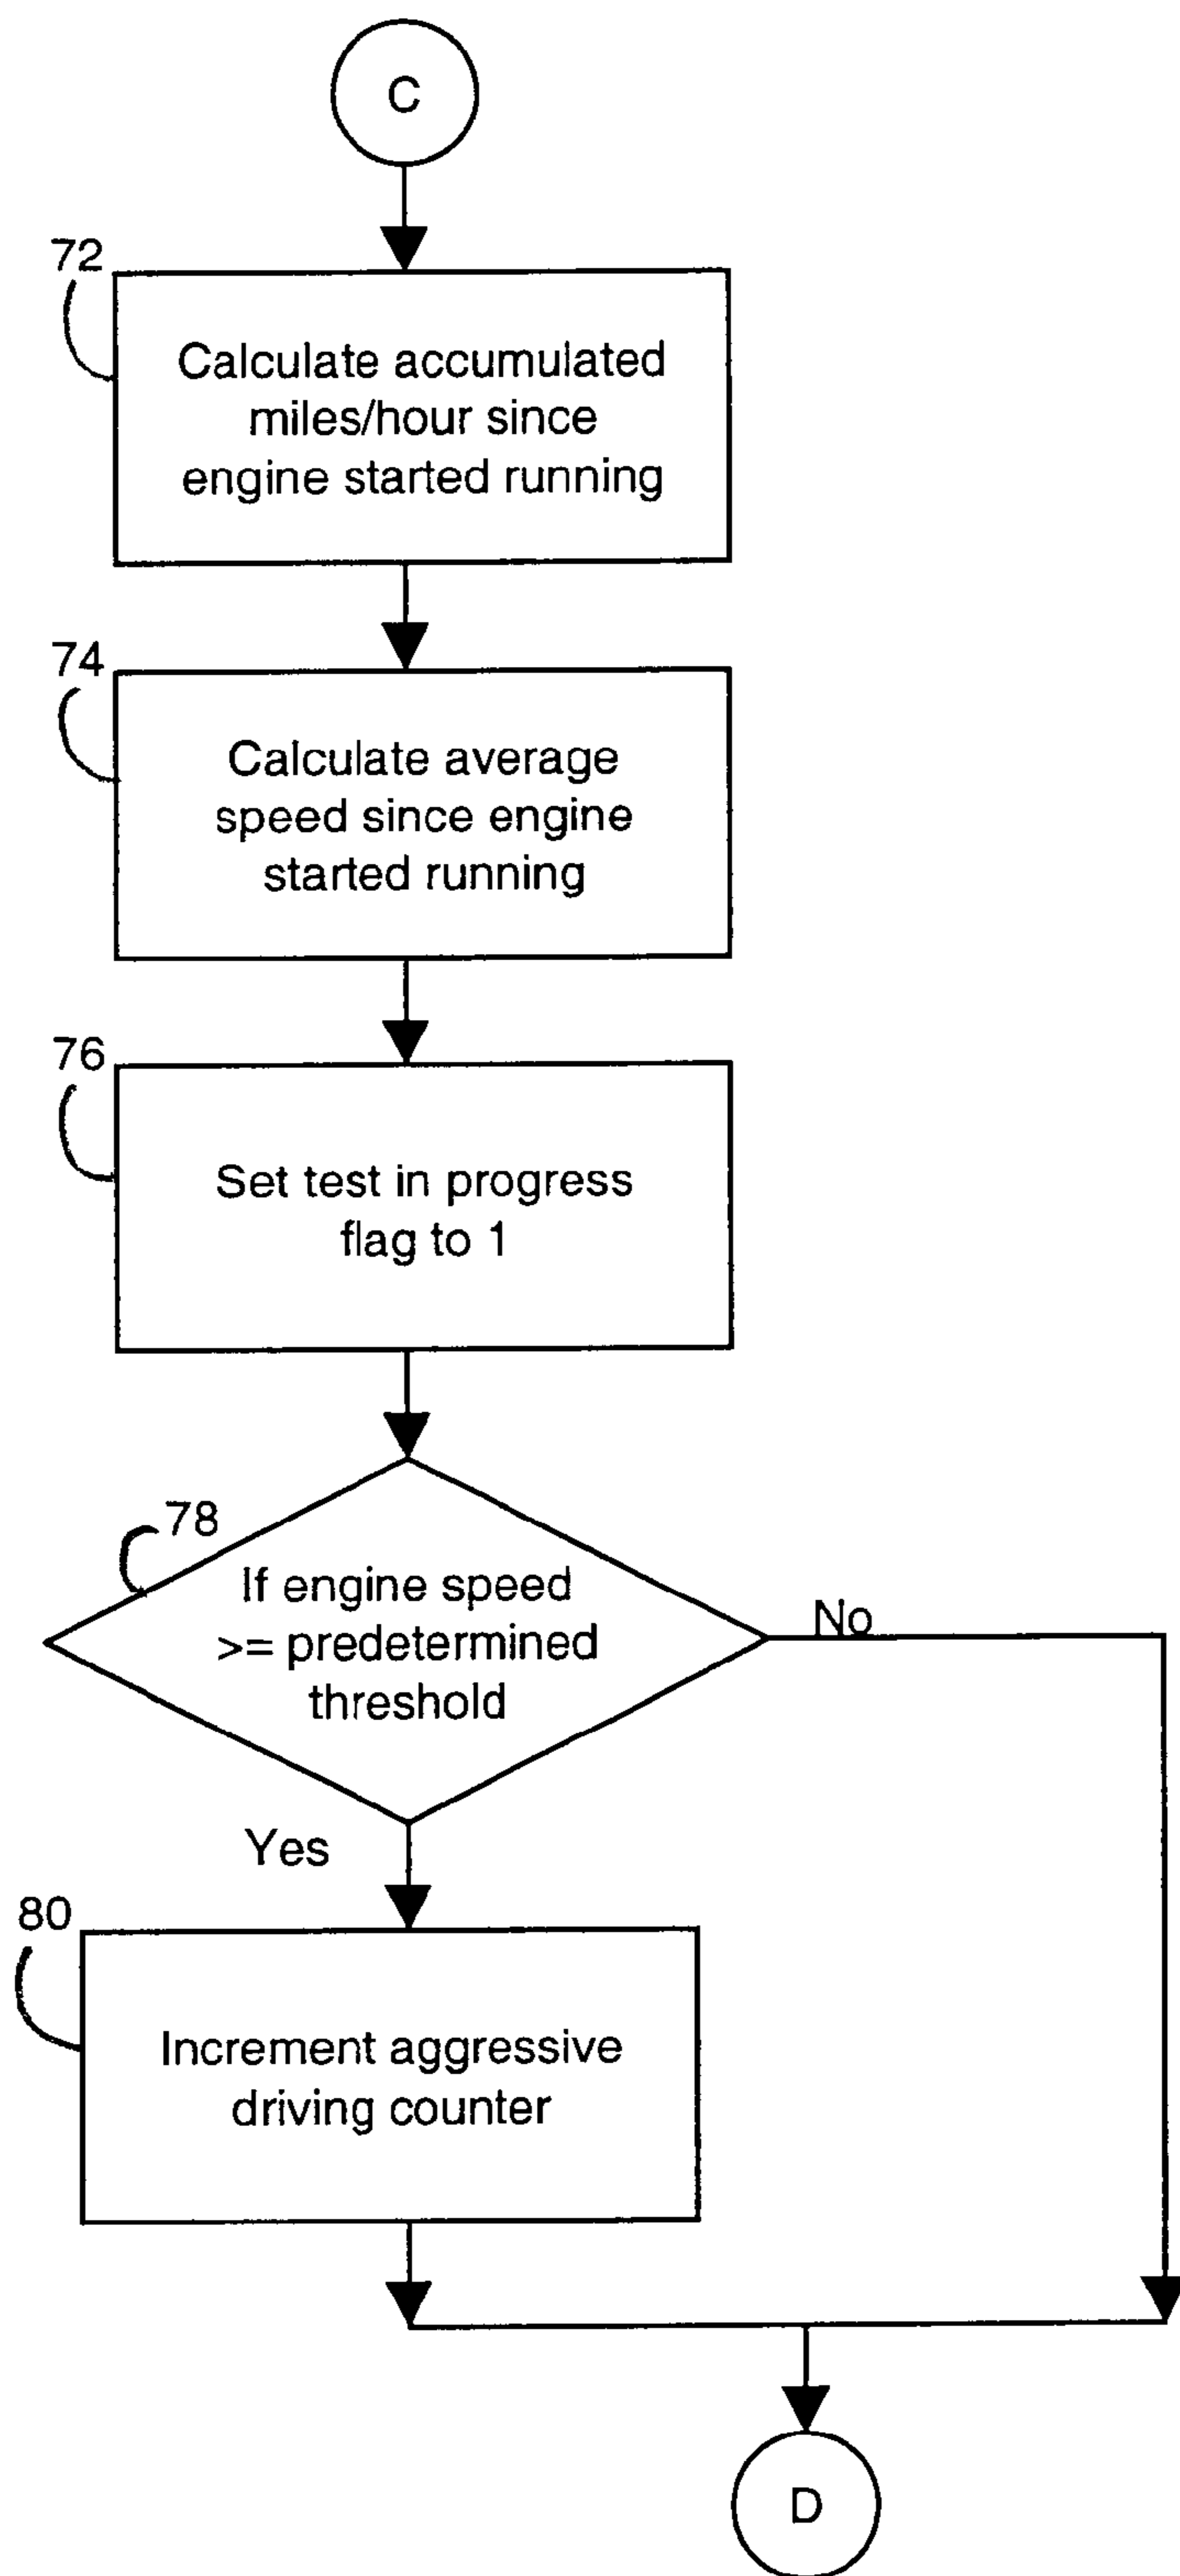 C
72
Calculate accumulated
miles/hour since
engine started running
74
Calculate average
speed since engine
started running
76
Set test in progress
flag to 1
78
If engine speed
>= predetermined
threshold
No
Yes
80
Increment aggressive
driving counter
D